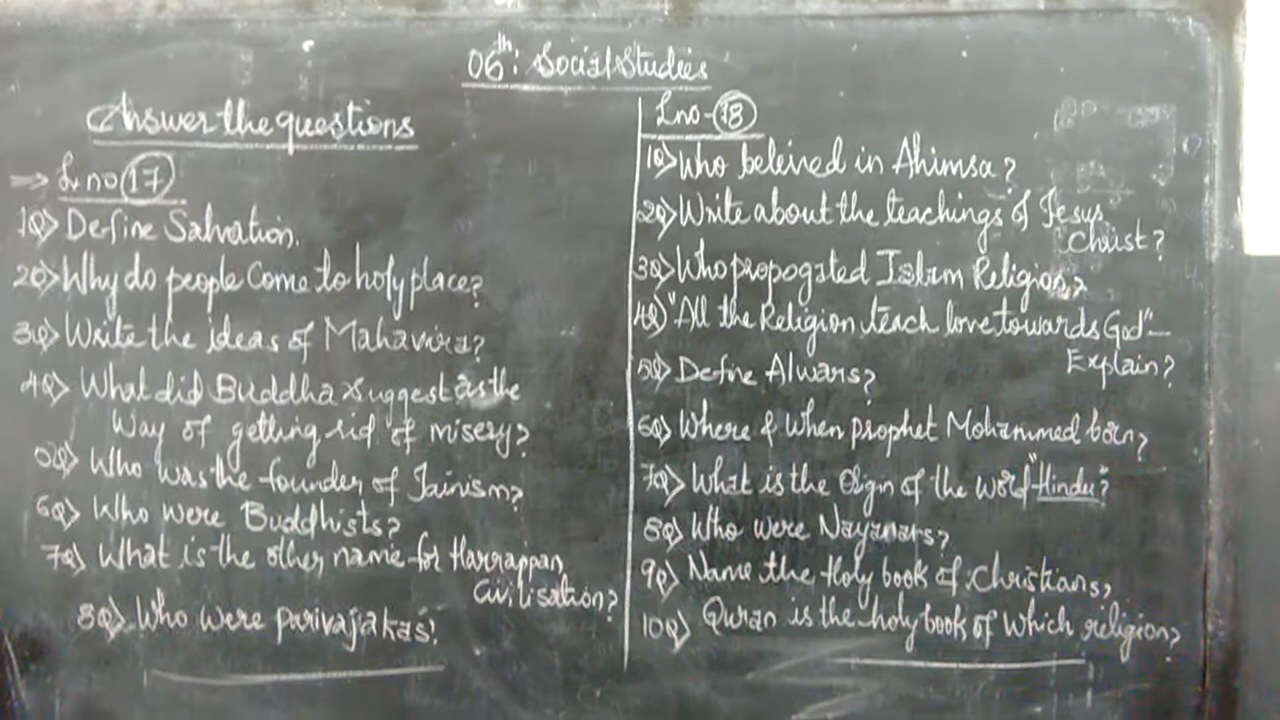 06th: Social Studies
Answer the questions
⇒ L no 17
1Q> Define Salvation.
2Q> Why do people Come to holy place?
3Q> Write the ideas of Mahavira?
4Q> What did Buddha suggest as the
Way of getting rid of misery?
5Q> Who was the founder of Jainism?
6Q> Who were Buddhists?
7Q> What is the other name for Harrappan
Civilisation?
8Q> Who were parivajakas?
Lno-18
1Q> Who beleived in Ahimsa?
2Q> Write about the teachings of Jesus
Christ?
3Q> Who propogated Islam Religion?
4Q> "All the Religion teach love towards God" -
Explain?
5Q> Define Alwars?
6Q> Where & When prophet Mohammed born?
7Q> What is the Origin of the word "Hindu"?
8Q> Who were Nayanars?
9Q> Name the Holy book of Christians?
10Q> Quran is the holy book of Which religion?